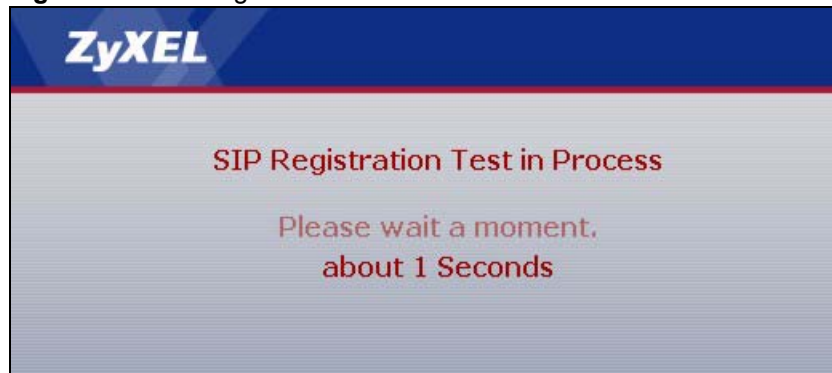 ZyXEL
SIP Registration Test in Process
Please wait a moment.
about 1 Seconds